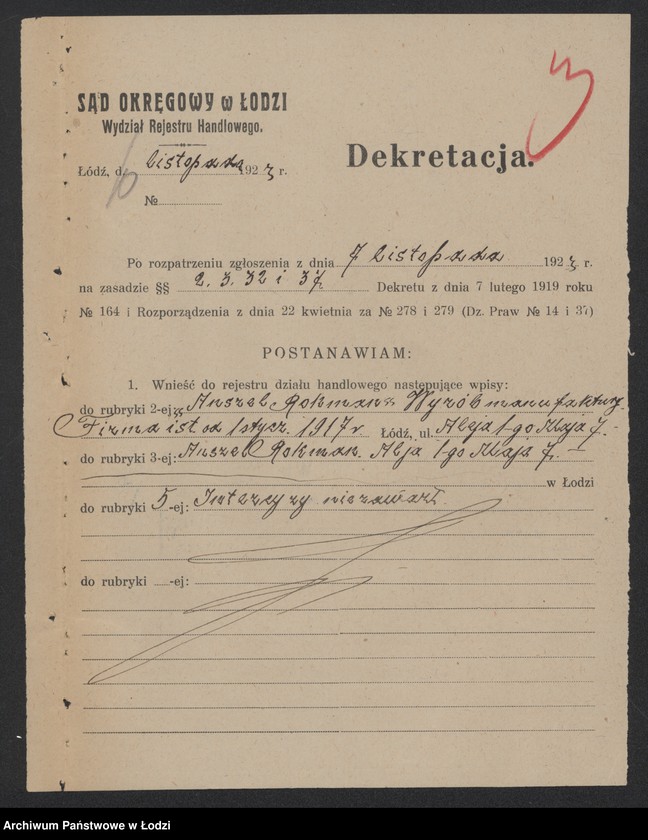 3
SĄD OKRĘGOWY w ŁODZI
Wydział Rejestru Handlowego.
Dekretacja.
Łódź, d. 6 listopada 1923 r.
№
Po rozpatrzeniu zgłoszenia z dnia 7 listopada 1923 r.
na zasadzie §§ 2. 3. 32 i 37 Dekretu z dnia 7 lutego 1919 roku
№ 164 i Rozporządzenia z dnia 22 kwietnia za № 278 i 279 (Dz. Praw № 14 i 37)
POSTANAWIAM:
1. Wnieść do rejestru działu handlowego następujące wpisy:
do rubryki 2-ej: „Anszel Rokman" Wyrób manufaktury.
Firma ist. od 1 stycz. 1917 r. Łódź, ul. Aleja 1-go Maja 7.
do rubryki 3-ej: Anszel Rokman. Alja 1-go Maja 7.
w Łodzi
do rubryki 5-ej: Intercyzy niezawarł.
do rubryki -ej:
Archiwum Państwowe w Łodzi